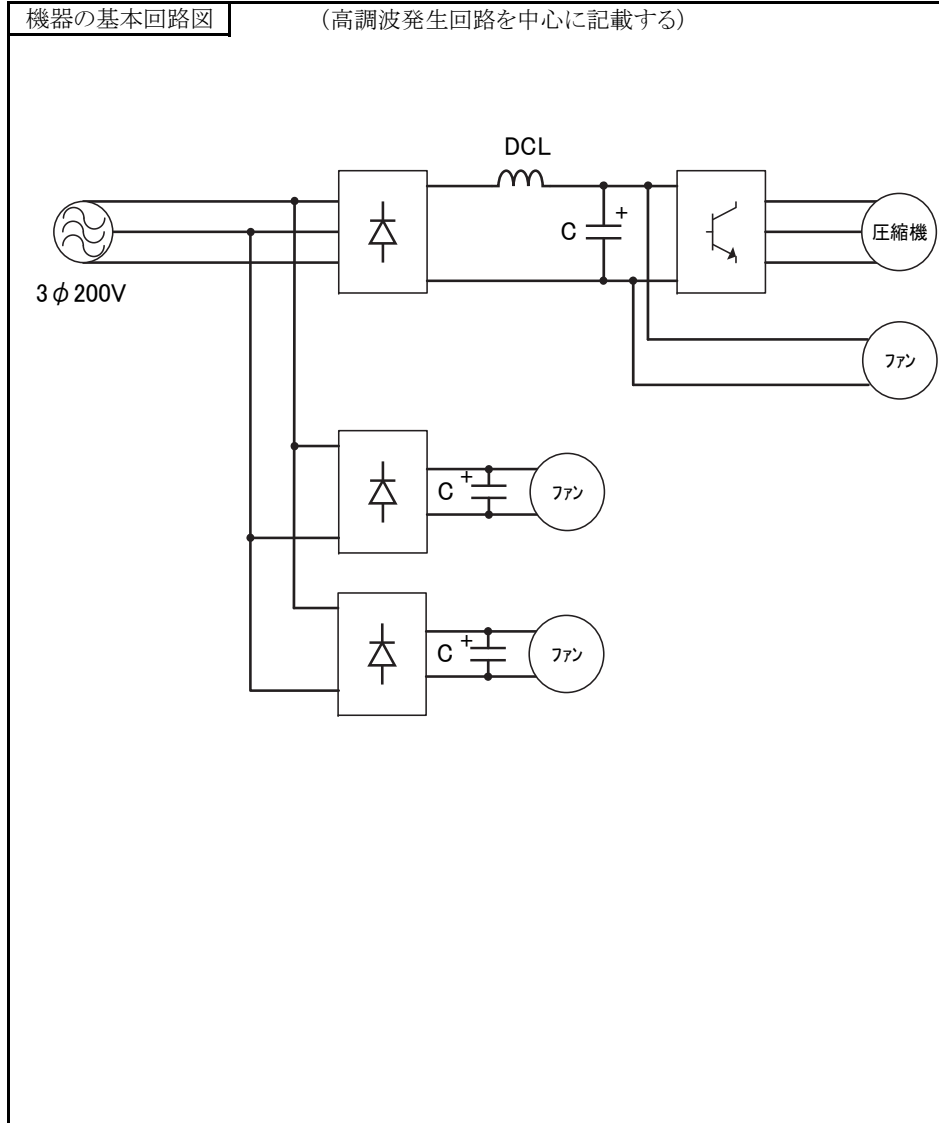 機器の基本回路図 (高調波発生回路を中心に記載する)
DCL
C +
圧縮機
3φ200V
ファン
C + ファン
C + ファン